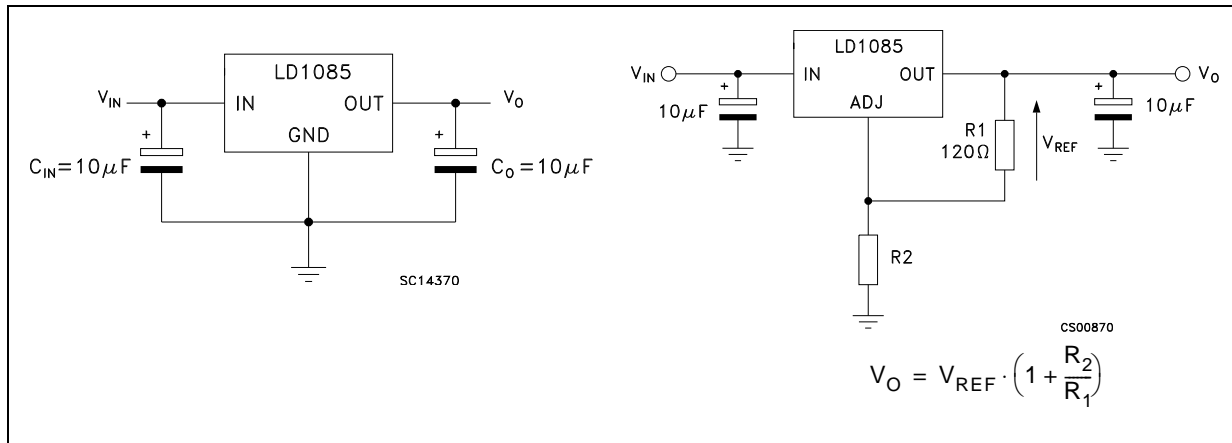 LD1085
V_IN
IN
OUT
V_O
GND
+
+
C_IN=10μF
C_O=10μF
SC14370
LD1085
V_IN
IN
OUT
V_O
ADJ
+
+
10μF
10μF
R1
120Ω
V_REF
R2
CS00870
V_O = V_REF · (1 + R_2/R_1)